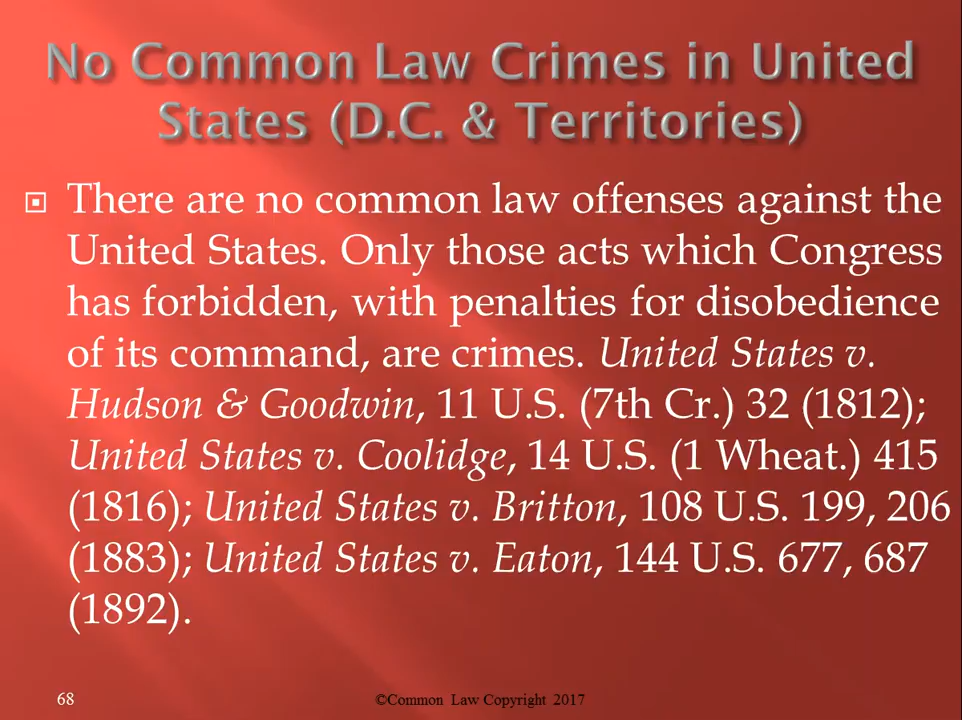 No Common Law Crimes in United
States (D.C. & Territories)
There are no common law offenses against the
United States. Only those acts which Congress
has forbidden, with penalties for disobedience
of its command, are crimes. United States v.
Hudson & Goodwin, 11 U.S. (7th Cr.) 32 (1812);
United States v. Coolidge, 14 U.S. (1 Wheat.) 415
(1816); United States v. Britton, 108 U.S. 199, 206
(1883); United States v. Eaton, 144 U.S. 677, 687
(1892).
68
©Common Law Copyright 2017